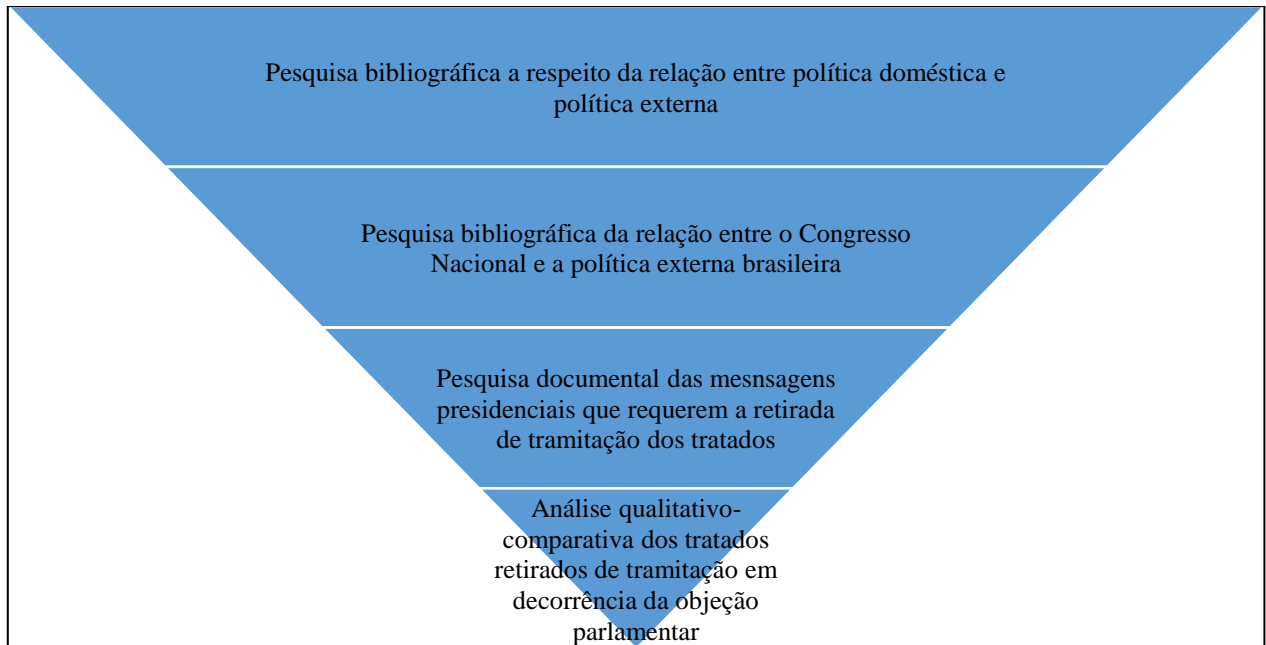 Pesquisa bibliográfica a respeito da relação entre política doméstica e
política externa
Pesquisa bibliográfica da relação entre o Congresso
Nacional e a política externa brasileira
Pesquisa documental das mesnsagens
presidenciais que requerem a retirada
de tramitação dos tratados
Análise qualitativo-
comparativa dos tratados
retirados de tramitação em
decorrência da objeção
parlamentar